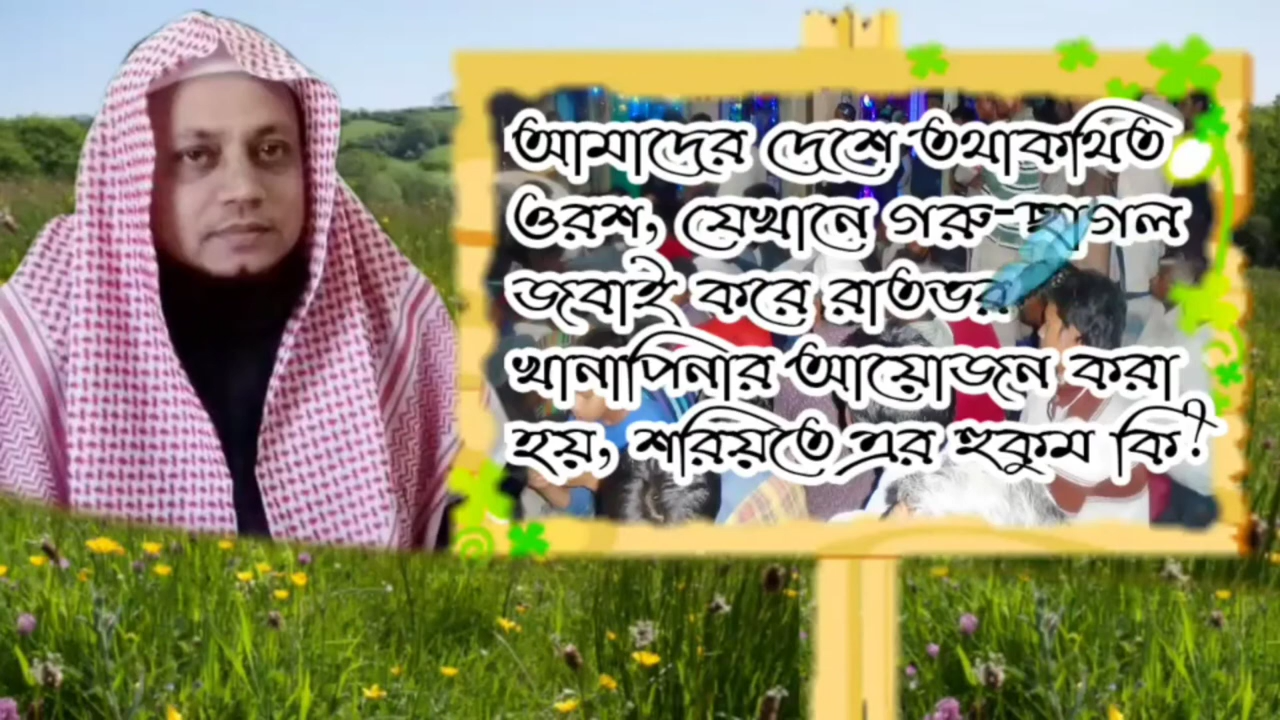 আমাদের দেশে তথাকথিত
ওরশ, যেখানে গরু-ছাগল
জবাই করে রাতভর
খানাপিনার আয়োজন করা
হয়, শরিয়তে এর হুকুম কি?